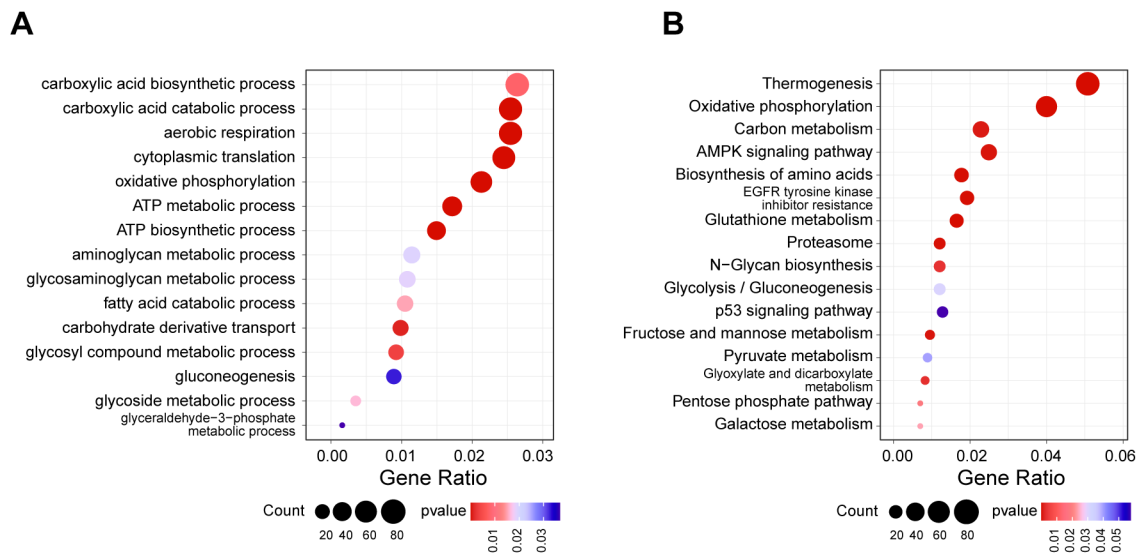 A
carboxylic acid biosynthetic process
carboxylic acid catabolic process
aerobic respiration
cytoplasmic translation
oxidative phosphorylation
ATP metabolic process
ATP biosynthetic process
aminoglycan metabolic process
glycosaminoglycan metabolic process
fatty acid catabolic process
carbohydrate derivative transport
glycosyl compound metabolic process
gluconeogenesis
glycoside metabolic process
glyceraldehyde−3−phosphate
metabolic process
0.00 0.01 0.02 0.03
Gene Ratio
Count
20 40 60 80
pvalue
0.01 0.02 0.03
B
Thermogenesis
Oxidative phosphorylation
Carbon metabolism
AMPK signaling pathway
Biosynthesis of amino acids
EGFR tyrosine kinase
inhibitor resistance
Glutathione metabolism
Proteasome
N−Glycan biosynthesis
Glycolysis / Gluconeogenesis
p53 signaling pathway
Fructose and mannose metabolism
Pyruvate metabolism
Glyoxylate and dicarboxylate
metabolism
Pentose phosphate pathway
Galactose metabolism
0.00 0.02 0.04 0.06
Gene Ratio
Count
20 40 60 80
pvalue
0.01 0.02 0.03 0.04 0.05